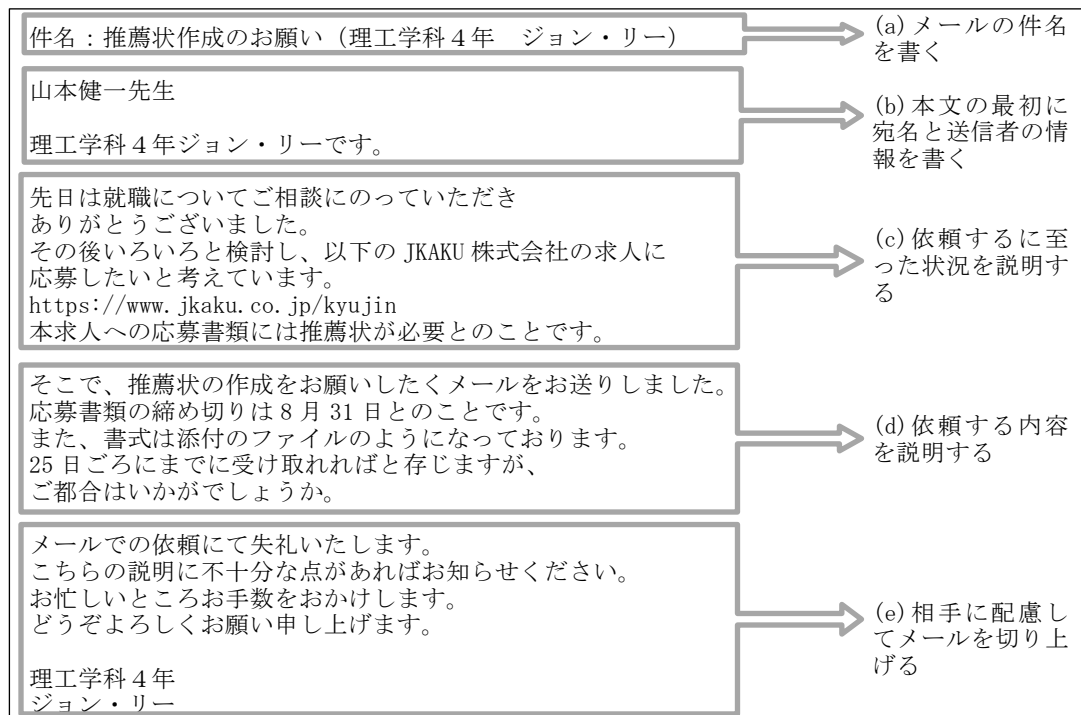 件名：推薦状作成のお願い（理工学科４年　ジョン・リー）
(a)メールの件名
を書く
山本健一先生
理工学科４年ジョン・リーです。
(b)本文の最初に
宛名と送信者の情
報を書く
先日は就職についてご相談にのっていただき
ありがとうございました。
その後いろいろと検討し、以下の JKAKU 株式会社の求人に
応募したいと考えています。
https://www.jkaku.co.jp/kyujin
本求人への応募書類には推薦状が必要とのことです。
(c)依頼するに至
った状況を説明す
る
そこで、推薦状の作成をお願いしたくメールをお送りしました。
応募書類の締め切りは 8 月 31 日とのことです。
また、書式は添付のファイルのようになっております。
25 日ごろにまでに受け取れればと存じますが、
ご都合はいかがでしょうか。
(d)依頼する内容
を説明する
メールでの依頼にて失礼いたします。
こちらの説明に不十分な点があればお知らせください。
お忙しいところお手数をおかけします。
どうぞよろしくお願い申し上げます。
理工学科４年
ジョン・リー
(e)相手に配慮し
てメールを切り上
げる